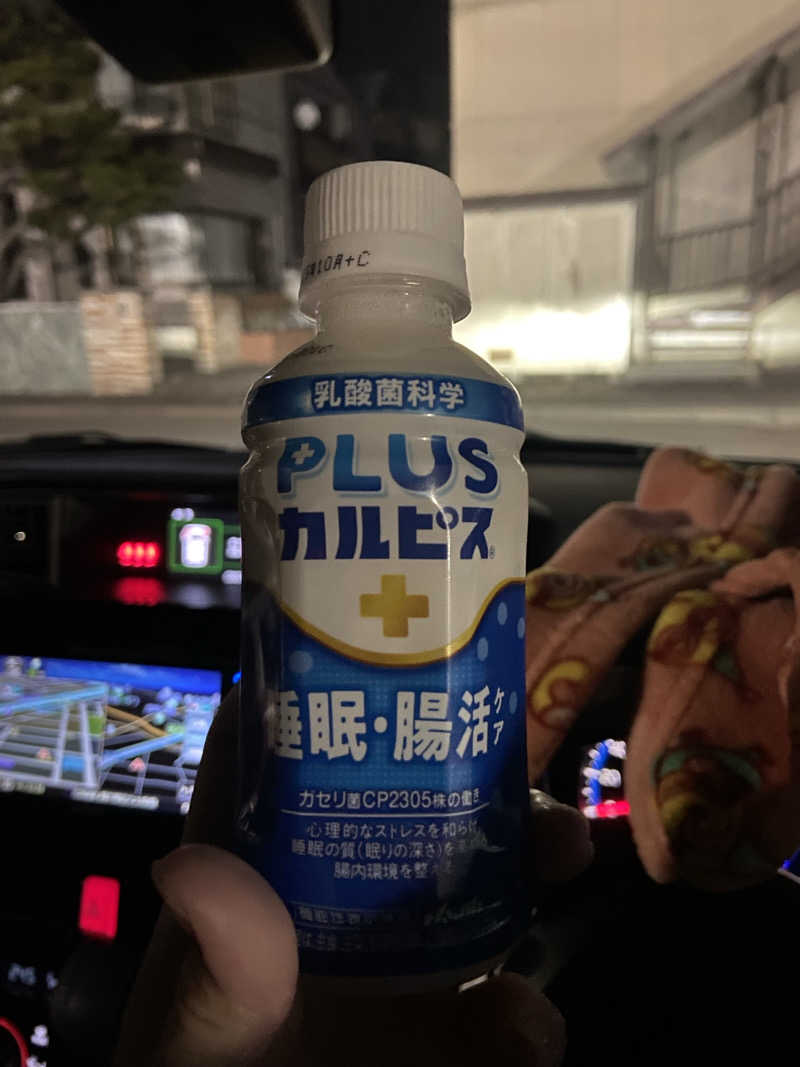 10月+C
乳酸菌科学
PLUS
カルピス®
睡眠・腸活ケア
ガセリ菌CP2305株の働き
心理的なストレスを和らげ
睡眠の質(眠りの深さ)を
腸内環境を整え